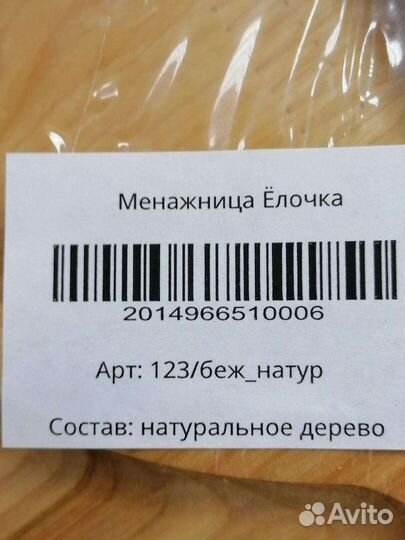 Менажница Ёлочка
2014966510006
Арт: 123/беж_натур
Состав: натуральное дерево
Avito